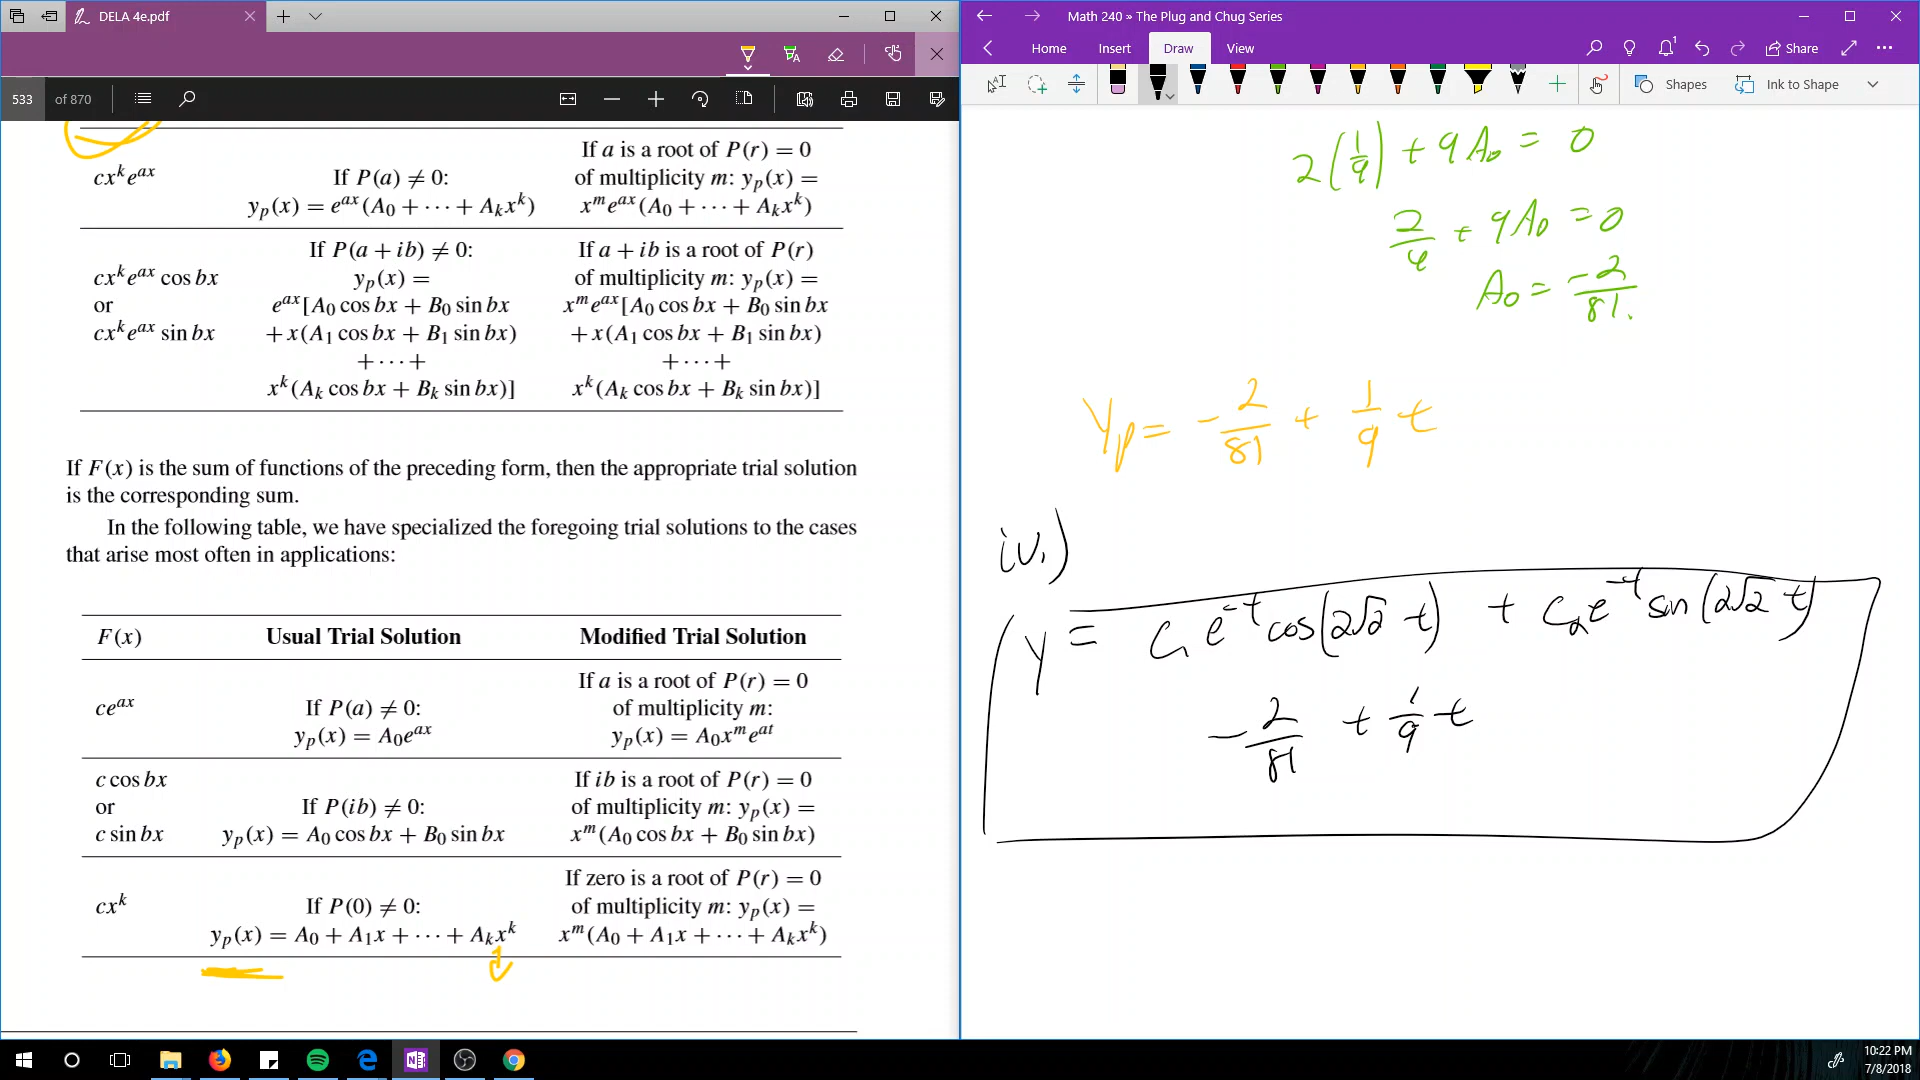 DELA 4e.pdf
533 of 870
cx^k e^ax
If P(a) ≠ 0:
y_p(x) = e^ax(A_0 + ··· + A_k x^k)
If a is a root of P(r) = 0
of multiplicity m: y_p(x) =
x^m e^ax(A_0 + ··· + A_k x^k)
cx^k e^ax cos bx
or
cx^k e^ax sin bx
If P(a + ib) ≠ 0:
y_p(x) =
e^ax[A_0 cos bx + B_0 sin bx
+ x(A_1 cos bx + B_1 sin bx)
+ ··· +
x^k(A_k cos bx + B_k sin bx)]
If a + ib is a root of P(r)
of multiplicity m: y_p(x) =
x^m e^ax[A_0 cos bx + B_0 sin bx
+ x(A_1 cos bx + B_1 sin bx)
+ ··· +
x^k(A_k cos bx + B_k sin bx)]
If F(x) is the sum of functions of the preceding form, then the appropriate trial solution
is the corresponding sum.
In the following table, we have specialized the foregoing trial solutions to the cases
that arise most often in applications:
F(x) Usual Trial Solution Modified Trial Solution
ce^ax
If P(a) ≠ 0:
y_p(x) = A_0 e^ax
If a is a root of P(r) = 0
of multiplicity m:
y_p(x) = A_0 x^m e^at
c cos bx
or
c sin bx
If P(ib) ≠ 0:
y_p(x) = A_0 cos bx + B_0 sin bx
If ib is a root of P(r) = 0
of multiplicity m: y_p(x) =
x^m(A_0 cos bx + B_0 sin bx)
cx^k
If P(0) ≠ 0:
y_p(x) = A_0 + A_1 x + ··· + A_k x^k
If zero is a root of P(r) = 0
of multiplicity m: y_p(x) =
x^m(A_0 + A_1 x + ··· + A_k x^k)
Math 240 » The Plug and Chug Series
Home Insert Draw View
1
Share
Shapes
Ink to Shape
2(1/9) + 9A_0 = 0
2/9 + 9A_0 = 0
A_0 = -2/81.
y_p = -2/81 + 1/9 t
iv.)
y = c_1 e^-t cos(2√2 t) + c_2 e^-t sin(2√2 t)
-2/81 + 1/9 t
10:22 PM
7/8/2018